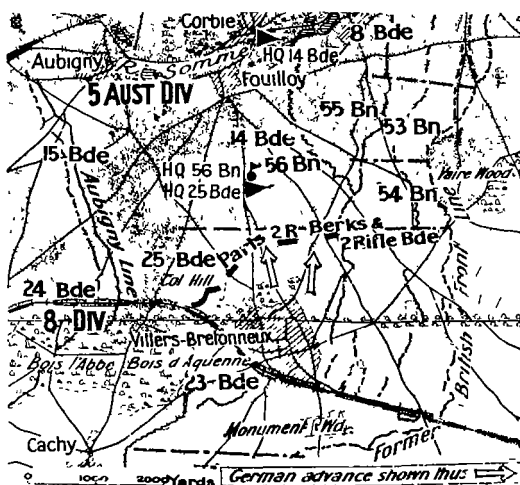 Corbie
8 Bde
Aubigny
R. Somme
HQ 14 Bde
Fouilloy
5 AUST DIV
55 Bn
53 Bn
15 Bde
14 Bde
HQ 56 Bn
56 Bn
HQ 25 Bde
Vaire Wood
54 Bn
Aubigny Line
2 R-Berks &
2 Rifle Bde
25 Bde
Parts
Col Hill
24 Bde
8 DIV
Villers-Bretonneux
Bois l'Abbé
Bois d Aquenne
23 Bde
Former
British
Front
Line
Monument Wd.
Cachy
0 1000 2000 Yards
German advance shown thus